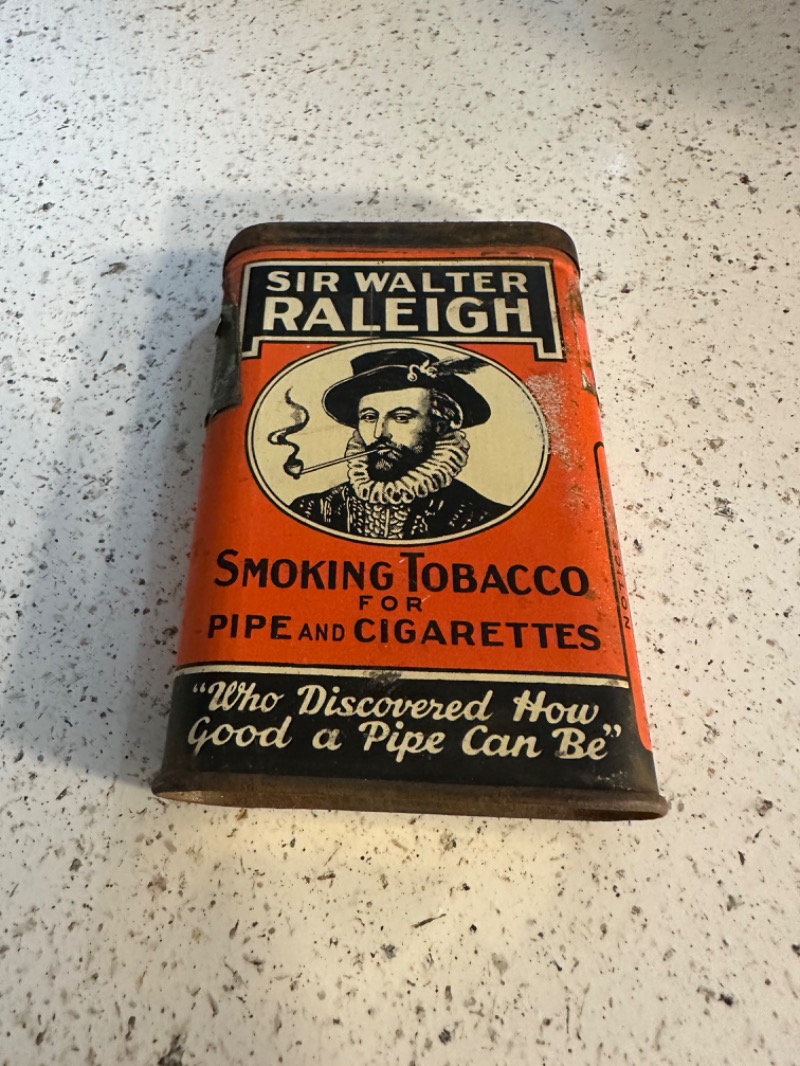 SIR WALTER
RALEIGH
SMOKING TOBACCO
FOR
PIPE AND CIGARETTES
“Who Discovered How
Good a Pipe Can Be”